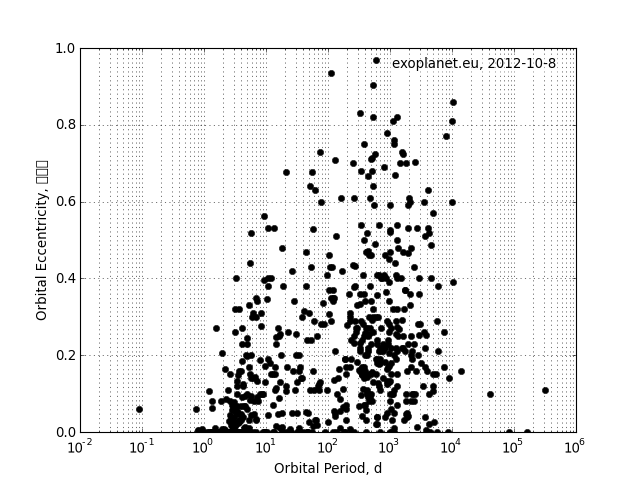 1.0
exoplanet.eu, 2012-10-8
0.8
0.6
0.4
0.2
0.0
Orbital Eccentricity,
10⁻² 10⁻¹ 10⁰ 10¹ 10² 10³ 10⁴ 10⁵ 10⁶
Orbital Period, d